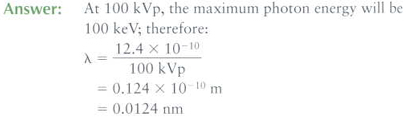 Answer: At 100 kVp, the maximum photon energy will be
100 keV; therefore:
λ = 12.4 × 10⁻¹⁰
100 kVp
= 0.124 × 10⁻¹⁰ m
= 0.0124 nm